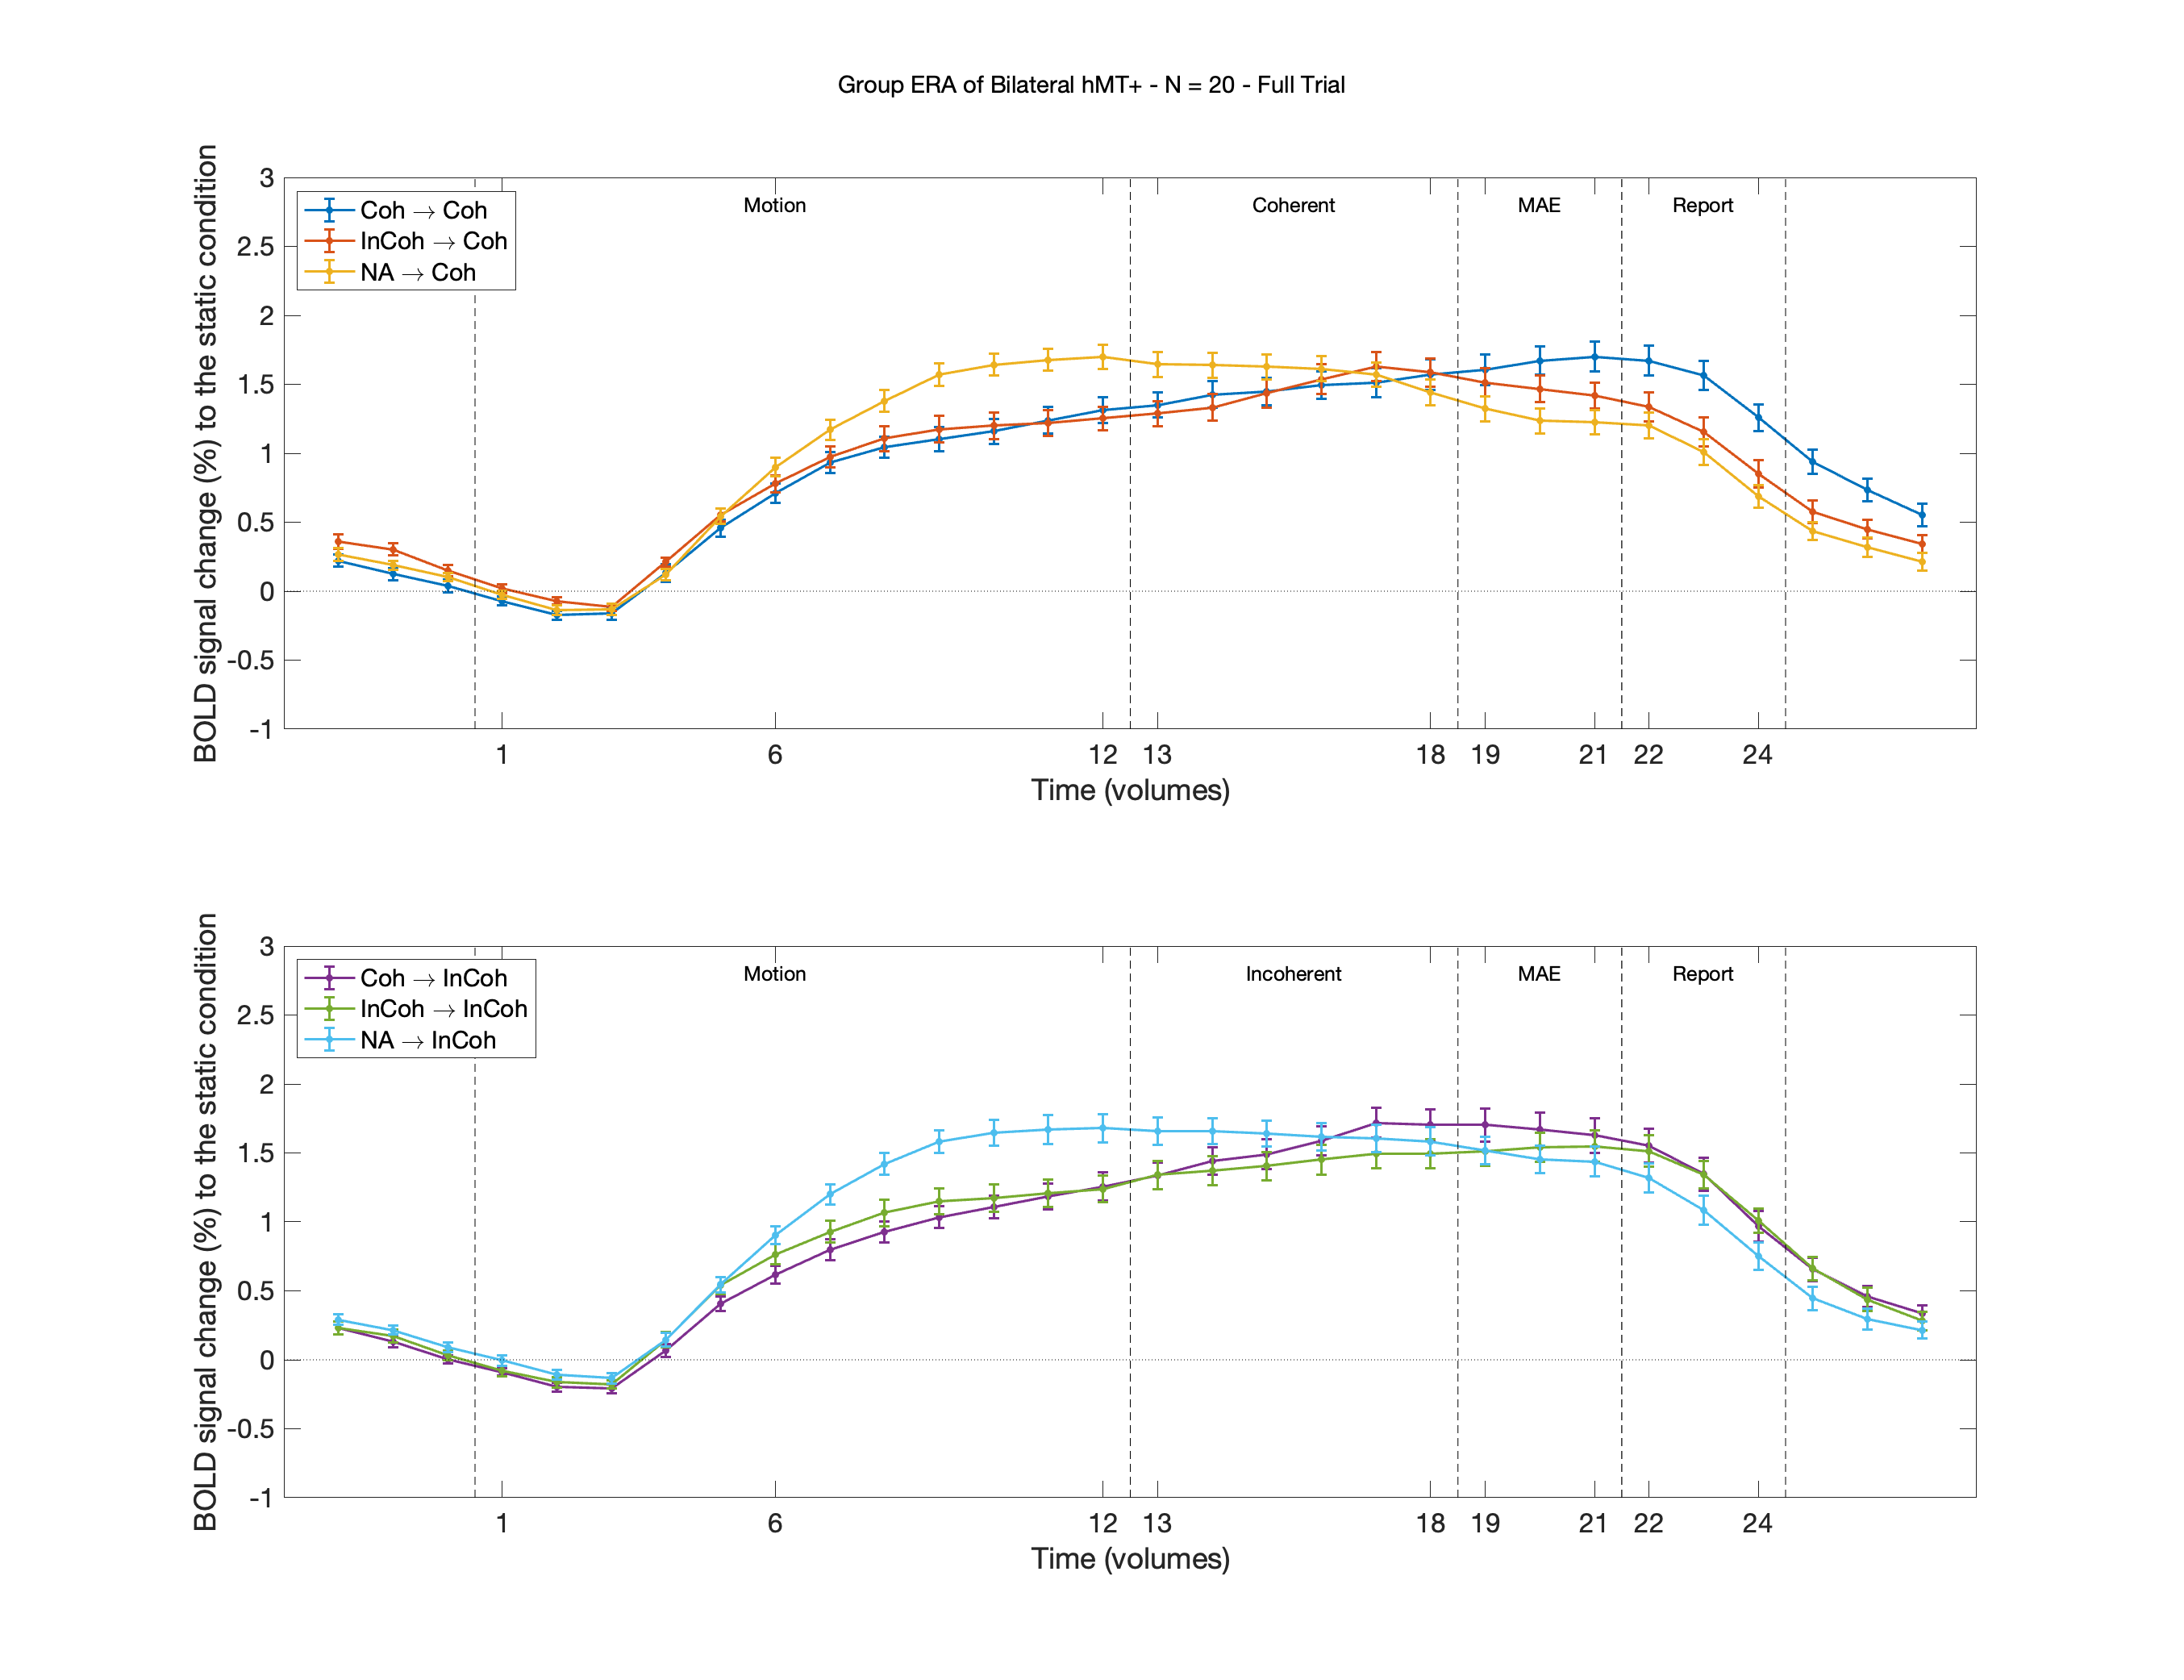 Group ERA of Bilateral hMT+ - N = 20 - Full Trial
BOLD signal change (%) to the static condition
3
2.5
2
1.5
1
0.5
0
-0.5
-1
Coh → Coh
InCoh → Coh
NA → Coh
Motion
Coherent
MAE
Report
1 6 12 13 18 19 21 22 24
Time (volumes)
BOLD signal change (%) to the static condition
3
2.5
2
1.5
1
0.5
0
-0.5
-1
Coh → InCoh
InCoh → InCoh
NA → InCoh
Motion
Incoherent
MAE
Report
1 6 12 13 18 19 21 22 24
Time (volumes)